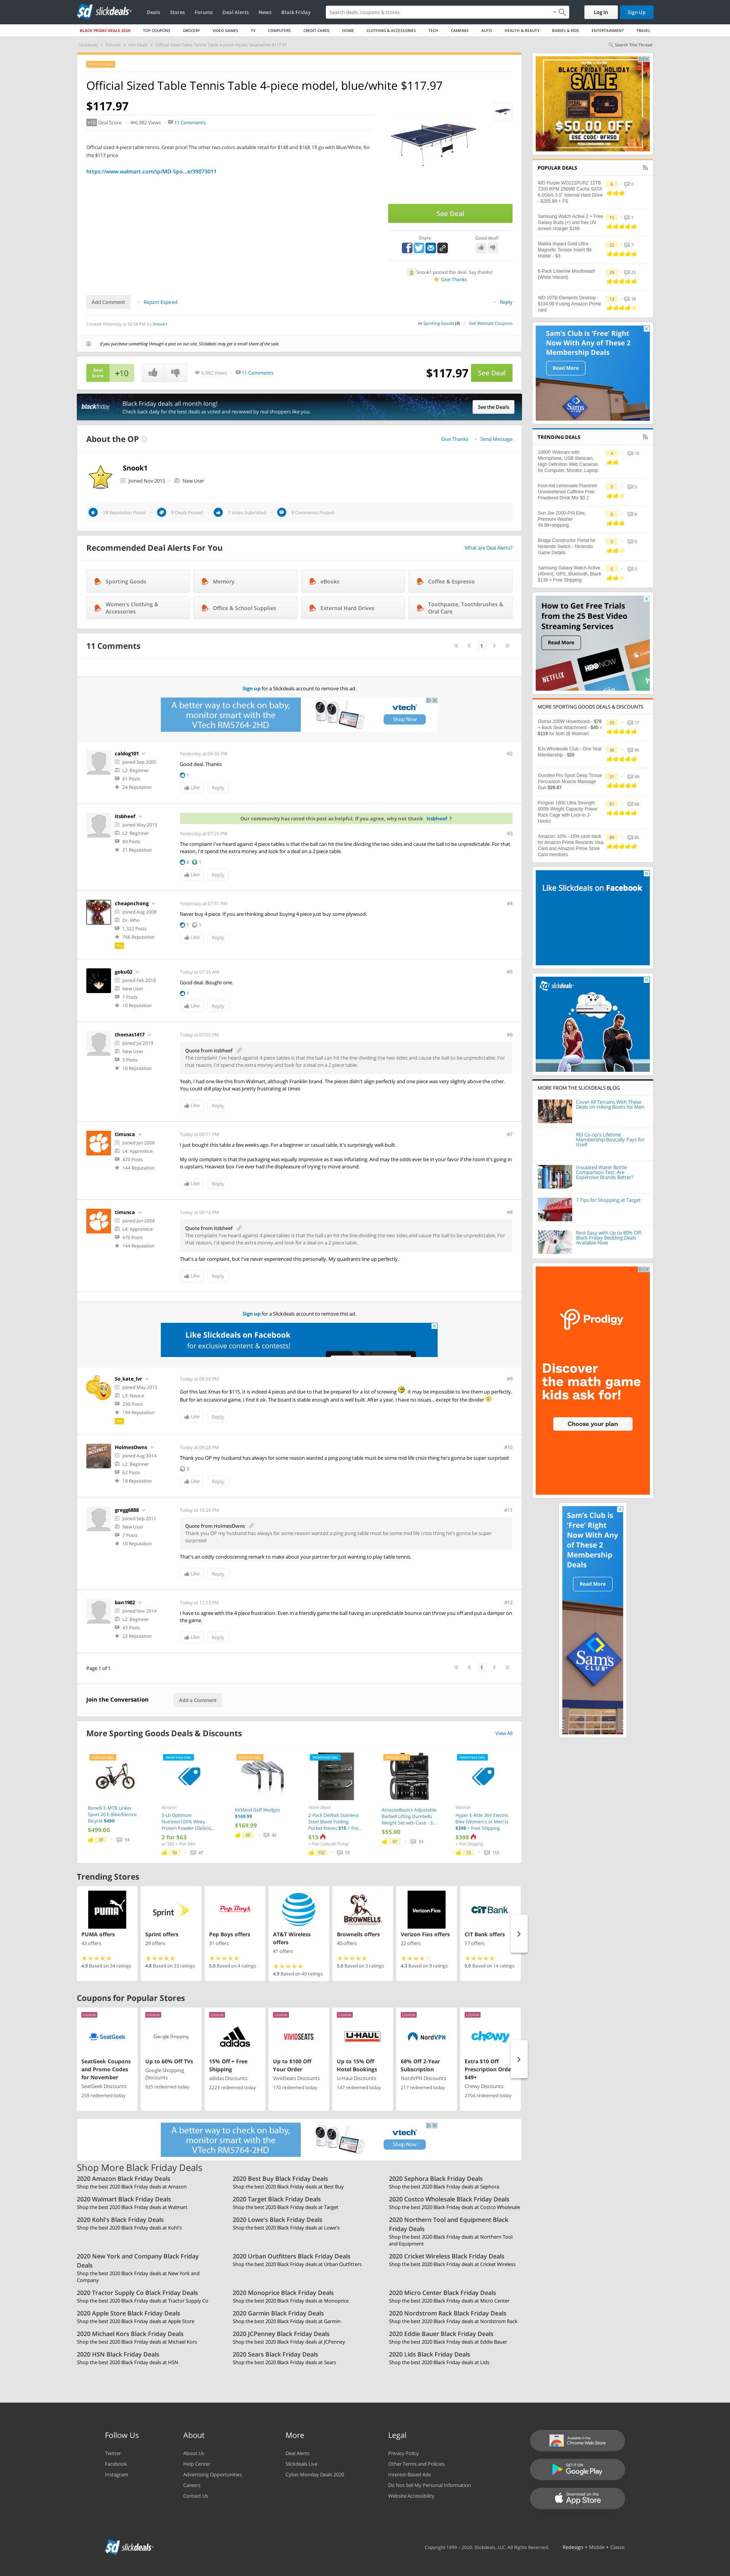 slickdeals
Deals Stores Forums Deal Alerts News Black Friday
Search deals, coupons & stores
Log In
Sign Up
BLACK FRIDAY DEALS 2020 TOP COUPONS GROCERY VIDEO GAMES TV COMPUTERS CREDIT CARDS HOME CLOTHING & ACCESSORIES TECH CAMERAS AUTO HEALTH & BEAUTY BABIES & KIDS ENTERTAINMENT TRAVEL
Slickdeals Forums Hot Deals Official Sized Table Tennis Table 4-piece model, blue/white $117.97
Search This Thread
Official Sized Table Tennis Table 4-piece model, blue/white $117.97
$117.97
+10 Deal Score 6,982 Views 11 Comments
Official sized 4-piece table tennis table. Great price! The other two colors available retail for $148 and $168. I'll go with Blue/White, for the $117 price.
https://www.walmart.com/ip/MD-Spo...e/39073011
See Deal
Share
Good deal?
Snook1 posted this deal. Say thanks!
Give Thanks
Add Comment
Report Expired
Reply
in Sporting Goods (4) Get Walmart Coupons
If you purchase something through a post on our site, Slickdeals may get a small share of the sale.
Deal Score +10
6,982 Views 11 Comments
$117.97 See Deal
blackfriday
Black Friday deals all month long!
Check back daily for the best deals as voted and reviewed by real shoppers like you.
See the Deals
About the OP
Give Thanks Send Message
Snook1
Joined Nov 2015 New User
18 Reputation Points 9 Deals Posted 1 Votes Submitted 9 Comments Posted
Recommended Deal Alerts For You
What are Deal Alerts?
Sporting Goods
Memory
eBooks
Coffee & Espresso
Women's Clothing & Accessories
Office & School Supplies
External Hard Drives
Toothpaste, Toothbrushes & Oral Care
11 Comments
1
Sign up for a Slickdeals account to remove this ad.
A better way to check on baby, monitor smart with the VTech RM5764-2HD
vtech
Shop Now
caldog101
Joined Sep 2005
L2: Beginner
61 Posts
24 Reputation
Yesterday at 04:35 PM
#2
Good deal. Thanks
1
Like Reply
itsbheef
Joined May 2015
L2: Beginner
89 Posts
21 Reputation
Our community has rated this post as helpful. If you agree, why not thank itsbheef ?
Yesterday at 07:25 PM
#3
The complaint I've heard against 4 piece tables is that the ball can hit the line dividing the two sides and cause the ball to be unpredictable. For that reason, I'd spend the extra money and look for a deal on a 2 piece table.
6 1
Like Reply
cheapnchong
Joined Aug 2008
Dr. Who
1,322 Posts
766 Reputation
Yesterday at 07:31 PM
#4
Never buy 4 piece. If you are thinking about buying 4 piece just buy some plywood.
1 1
Like Reply
goku02
Joined Feb 2018
New User
7 Posts
10 Reputation
Today at 07:35 AM
#5
Good deal. Bought one.
1
Like Reply
thomas1417
Joined Jul 2019
New User
5 Posts
10 Reputation
Today at 07:55 PM
#6
Quote from itsbheef
The complaint I've heard against 4 piece tables is that the ball can hit the line dividing the two sides and cause the ball to be unpredictable. For that reason, I'd spend the extra money and look for a deal on a 2 piece table.
Yeah, I had one like this from Walmart, although Franklin brand. The pieces didn't align perfectly and one piece was very slightly above the other. You could still play but was pretty frustrating at times
Like Reply
timusca
Joined Jan 2008
L4: Apprentice
470 Posts
144 Reputation
Today at 08:11 PM
#7
I just bought this table a few weeks ago. For a beginner or casual table, it's surprisingly well-built.
My only complaint is that the packaging was equally impressive as it was infuriating. And may the odds ever be in your favor if the room it's going in is upstairs. Heaviest box I've ever had the displeasure of trying to move around.
Like Reply
timusca
Joined Jan 2008
L4: Apprentice
470 Posts
144 Reputation
Today at 08:12 PM
#8
Quote from itsbheef
The complaint I've heard against 4 piece tables is that the ball can hit the line dividing the two sides and cause the ball to be unpredictable. For that reason, I'd spend the extra money and look for a deal on a 2 piece table.
That's a fair complaint, but I've never experienced this personally. My quadrants line up perfectly.
Like Reply
Sign up for a Slickdeals account to remove this ad.
Like Slickdeals on Facebook
for exclusive content & contests!
So_kate_lvr
Joined May 2015
L3: Novice
230 Posts
194 Reputation
Today at 08:59 PM
#9
Got this last Xmas for $115. It is indeed 4 pieces and due to that be prepared for a lot of screwing . It may be impossible to line them up perfectly. But for an occasional game, I find it ok. The board is stable enough and is well built. After a year, I have no issues... except for the divider
Like Reply
HolmesOwns
Joined Aug 2014
L2: Beginner
62 Posts
18 Reputation
Today at 09:28 PM
#10
Thank you OP my husband has always for some reason wanted a ping pong table must be some mid life crisis thing he's gonna be super surprised
2
Like Reply
gregg6888
Joined Sep 2011
New User
7 Posts
10 Reputation
Today at 10:29 PM
#11
Quote from HolmesOwns
Thank you OP my husband has always for some reason wanted a ping pong table must be some mid life crisis thing he's gonna be super surprised
That's an oddly condescending remark to make about your partner for just wanting to play table tennis.
Like Reply
ban1982
Joined Nov 2014
L2: Beginner
43 Posts
22 Reputation
Today at 11:13 PM
#12
I have to agree with the 4 piece frustration. Even in a friendly game the ball having an unpredictable bounce can throw you off and put a damper on the game.
Like Reply
Page 1 of 1
1
Join the Conversation
Add a Comment
More Sporting Goods Deals & Discounts
View All
Benelli E-MTB Linker Sport 20 E-Bike/Electric Bicycle $499
$499.00
Amazon
5-Lb Optimum Nutrition100% Whey Protein Powder (Delicio...
2 for $63
Kirkland Golf Wedges $169.99
$169.99
Home Depot
2-Pack DeWalt Stainless Steel Blade Folding Pocket Knives $15 + Fre...
$15
+ Free Curbside Pickup
AmazonBasics Adjustable Barbell Lifting Dumbells Weight Set with Case - 3...
$55.00
Walmart
Hyper E-Ride 36V Electric Bike (Women's or Men's) $398 + Free Shipping
$398
+ Free Shipping
Trending Stores
PUMA offers
43 offers
4.9 Based on 34 ratings
Sprint offers
29 offers
4.8 Based on 33 ratings
Pep Boys offers
31 offers
5.0 Based on 4 ratings
AT&T Wireless offers
41 offers
4.9 Based on 40 ratings
Brownells offers
40 offers
5.0 Based on 3 ratings
Verizon Fios offers
22 offers
4.3 Based on 9 ratings
CIT Bank offers
17 offers
5.0 Based on 14 ratings
Coupons for Popular Stores
SeatGeek Coupons and Promo Codes for November
SeatGeek Discounts
259 redeemed today
Up to 60% Off TVs
Google Shopping Discounts
925 redeemed today
15% Off + Free Shipping
adidas Discounts
2223 redeemed today
Up to $100 Off Your Order
VividSeats Discounts
170 redeemed today
Up to 15% Off Hotel Bookings
U-Haul Discounts
147 redeemed today
68% Off 2-Year Subscription
NordVPN Discounts
217 redeemed today
Extra $10 Off Prescription Orde $49+
Chewy Discounts
2704 redeemed today
A better way to check on baby, monitor smart with the VTech RM5764-2HD
vtech
Shop Now
Shop More Black Friday Deals
2020 Amazon Black Friday Deals
Shop the best 2020 Black Friday deals at Amazon
2020 Best Buy Black Friday Deals
Shop the best 2020 Black Friday deals at Best Buy
2020 Sephora Black Friday Deals
Shop the best 2020 Black Friday deals at Sephora
2020 Walmart Black Friday Deals
Shop the best 2020 Black Friday deals at Walmart
2020 Target Black Friday Deals
Shop the best 2020 Black Friday deals at Target
2020 Costco Wholesale Black Friday Deals
Shop the best 2020 Black Friday deals at Costco Wholesale
2020 Kohl's Black Friday Deals
Shop the best 2020 Black Friday deals at Kohl's
2020 Lowe's Black Friday Deals
Shop the best 2020 Black Friday deals at Lowe's
2020 Northern Tool and Equipment Black Friday Deals
Shop the best 2020 Black Friday deals at Northern Tool and Equipment
2020 New York and Company Black Friday Deals
Shop the best 2020 Black Friday deals at New York and Company
2020 Urban Outfitters Black Friday Deals
Shop the best 2020 Black Friday deals at Urban Outfitters
2020 Cricket Wireless Black Friday Deals
Shop the best 2020 Black Friday deals at Cricket Wireless
2020 Tractor Supply Co Black Friday Deals
Shop the best 2020 Black Friday deals at Tractor Supply Co
2020 Monoprice Black Friday Deals
Shop the best 2020 Black Friday deals at Monoprice
2020 Micro Center Black Friday Deals
Shop the best 2020 Black Friday deals at Micro Center
2020 Apple Store Black Friday Deals
Shop the best 2020 Black Friday deals at Apple Store
2020 Garmin Black Friday Deals
Shop the best 2020 Black Friday deals at Garmin
2020 Nordstrom Rack Black Friday Deals
Shop the best 2020 Black Friday deals at Nordstrom Rack
2020 Michael Kors Black Friday Deals
Shop the best 2020 Black Friday deals at Michael Kors
2020 JCPenney Black Friday Deals
Shop the best 2020 Black Friday deals at JCPenney
2020 Eddie Bauer Black Friday Deals
Shop the best 2020 Black Friday deals at Eddie Bauer
2020 HSN Black Friday Deals
Shop the best 2020 Black Friday deals at HSN
2020 Sears Black Friday Deals
Shop the best 2020 Black Friday deals at Sears
2020 Lids Black Friday Deals
Shop the best 2020 Black Friday deals at Lids
SALE
$50.00 OFF
USE CODE: BFH50
POPULAR DEALS
WD Purple WD121PURZ 12TB 7200 RPM 256MB Cache SATA 6.0Gb/s 3.5" Internal Hard Drive - $265.99 + FS
Samsung Watch Active 2 + Free Galaxy Buds (+) and free UV screen charger $169
Makita Impact Gold Ultra-Magnetic Torsion Insert Bit Holder - $3
6-Pack Listerine Mouthwash (White Vibrant)
WD 10TB Elements Desktop - $134.99 if using Amazon Prime card
Sam's Club is 'Free' Right Now With Any of These 2 Membership Deals
Read More
TRENDING DEALS
1080P Webcam with Microphone, USB Webcam, High Definition Web Cameras for Computer, Monitor, Laptop
Kool-Aid Lemonade Flavored Unsweetened Caffeine Free Powdered Drink Mix $0.2
Sun Joe 2000-PSI Elec. Pressure Washer 49.99+shipping
Bridge Constructor Portal for Nintendo Switch - Nintendo Game Details
Samsung Galaxy Watch Active (40mm), GPS, Bluetooth, Black $139 + Free Shipping
How to Get Free Trials from the 25 Best Video Streaming Services
Read More
NETFLIX
HBO NOW
MORE SPORTING GOODS DEALS & DISCOUNTS
Gotrax 200W Hoverboard - $79 + Back Seat Attachment - $40 = $118 for both @ Walmart
BJs Wholesale Club - One Year Membership - $20
Ouniden Pro Sport Deep Tissue Percussion Muscle Massage Gun $29.97
Progear 1600 Ultra Strength 800lb Weight Capacity Power Rack Cage with Lock-in J-Hooks
Amazon: 10% - 15% cash back for Amazon Prime Rewards Visa Card and Amazon Prime Store Card members
Like Slickdeals on Facebook
slickdeals
MORE FROM THE SLICKDEALS BLOG
Cover All Terrains With These Deals on Hiking Boots for Men
REI Co-op's Lifetime Membership Basically Pays for Itself
Insulated Water Bottle Comparison Test: Are Expensive Brands Better?
7 Tips for Shopping at Target
Rest Easy with Up to 80% Off! Black Friday Bedding Deals Available Now
Prodigy
Discover the math game kids ask for!
Choose your plan
Sam's Club is 'Free' Right Now With Any of These 2 Membership Deals
Read More
Sam's CLUB
Follow Us
Twitter
Facebook
Instagram
About
About Us
Help Center
Advertising Opportunities
Careers
Contact Us
More
Deal Alerts
Slickdeals Live
Cyber Monday Deals 2020
Legal
Privacy Policy
Other Terms and Policies
Interest-Based Ads
Do Not Sell My Personal Information
Website Accessibility
Available in the Chrome Web Store
GET IT ON Google Play
Download on the App Store
slickdeals
Copyright 1999 - 2020. Slickdeals, LLC. All Rights Reserved. Redesign • Mobile • Classic